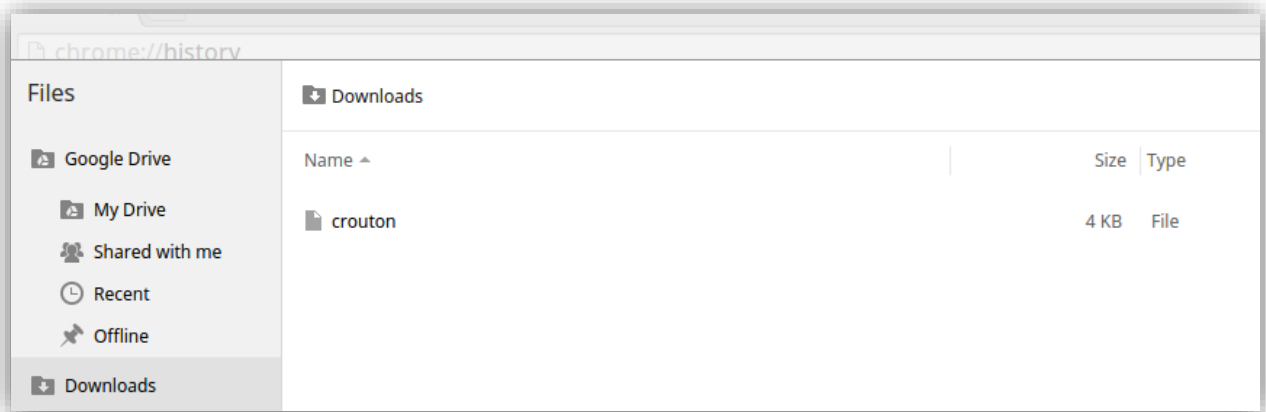 chrome://history
Files
Downloads
Google Drive
Name Size Type
My Drive
crouton 4 KB File
Shared with me
Recent
Offline
Downloads